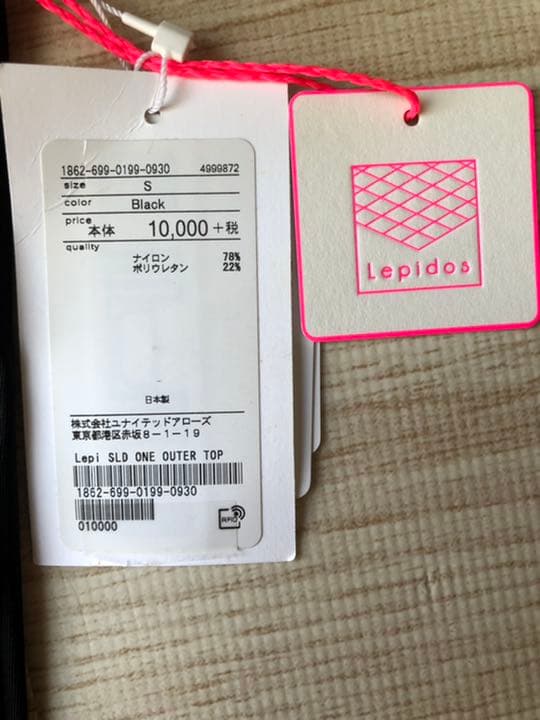 1862-699-0199-0930 4999872
size S
color Black
price 本体 10,000+税
quality
ナイロン 78%
ポリウレタン 22%
日本製
株式会社ユナイテッドアローズ
東京都港区赤坂8-1-19
Lepi SLD ONE OUTER TOP
1862-699-0199-0930
010000
RFID
Lepidos